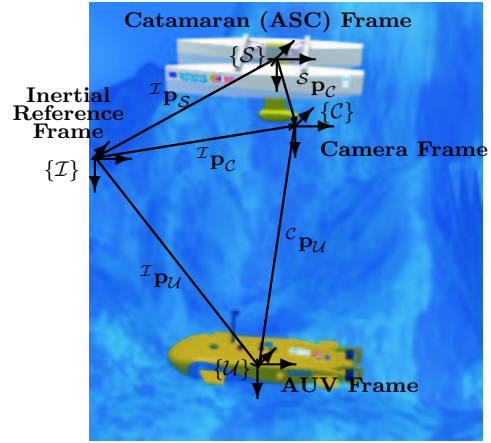 Catamaran (ASC) Frame
{S}
ˢp_C
ᴵp_S
Inertial
Reference
Frame
{C}
Camera Frame
{I}
ᴵp_C
ᶜp_U
ᴵp_U
{U}
AUV Frame